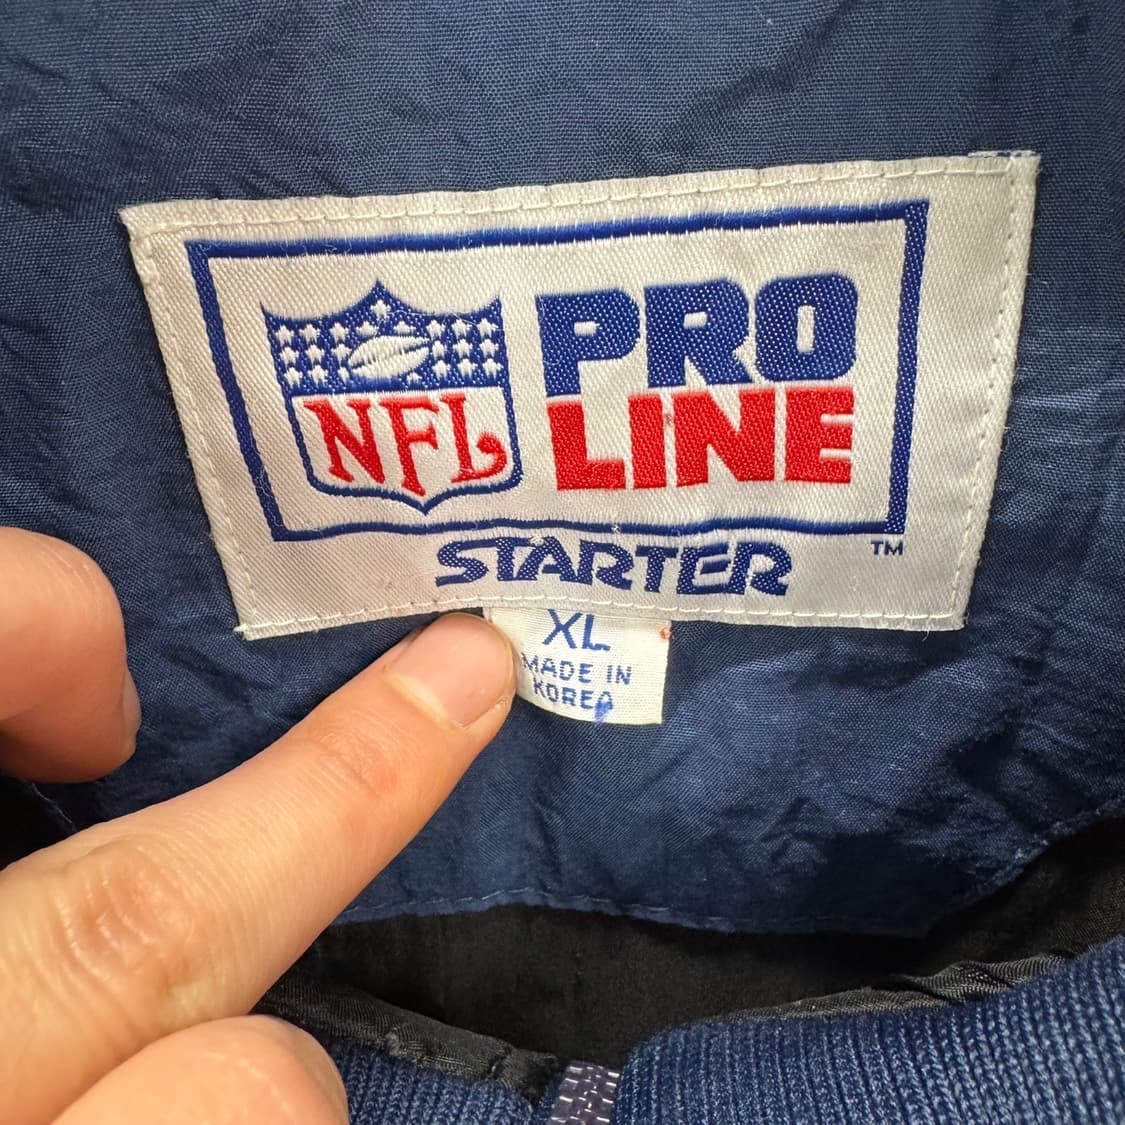 NFL
PRO
LINE
STARTER
TM
XL
MADE IN
KOREA